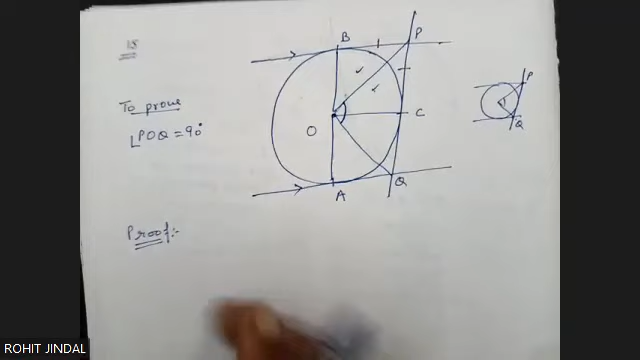 15
To prove
∠POQ = 90°
Proof:-
B
P
O
C
A
Q
P
Q
ROHIT JINDAL